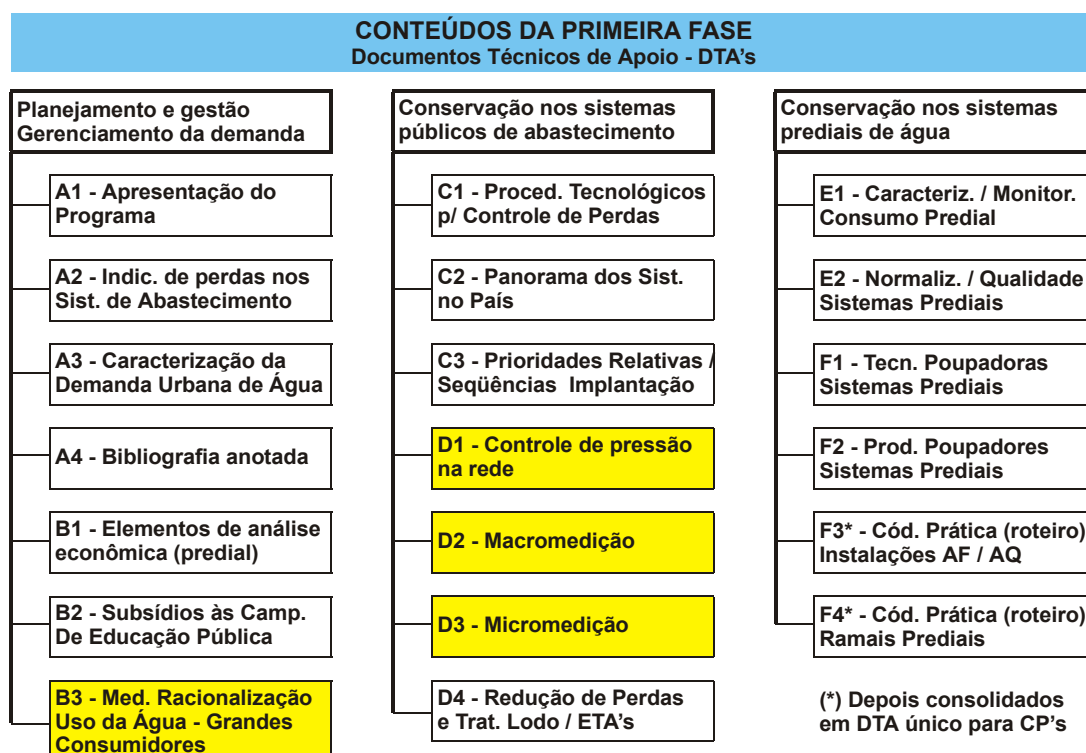 CONTEÚDOS DA PRIMEIRA FASE
Documentos Técnicos de Apoio - DTA's
Planejamento e gestão
Gerenciamento da demanda
A1 - Apresentação do
Programa
A2 - Indic. de perdas nos
Sist. de Abastecimento
A3 - Caracterização da
Demanda Urbana de Água
A4 - Bibliografia anotada
B1 - Elementos de análise
econômica (predial)
B2 - Subsídios às Camp.
De Educação Pública
B3 - Med. Racionalização
Uso da Água - Grandes
Consumidores
Conservação nos sistemas
públicos de abastecimento
C1 - Proced. Tecnológicos
p/ Controle de Perdas
C2 - Panorama dos Sist.
no País
C3 - Prioridades Relativas /
Seqüências Implantação
D1 - Controle de pressão
na rede
D2 - Macromedição
D3 - Micromedição
D4 - Redução de Perdas
e Trat. Lodo / ETA's
Conservação nos sistemas
prediais de água
E1 - Caracteriz. / Monitor.
Consumo Predial
E2 - Normaliz. / Qualidade
Sistemas Prediais
F1 - Tecn. Poupadoras
Sistemas Prediais
F2 - Prod. Poupadores
Sistemas Prediais
F3* - Cód. Prática (roteiro)
Instalações AF / AQ
F4* - Cód. Prática (roteiro)
Ramais Prediais
(*) Depois consolidados
em DTA único para CP's